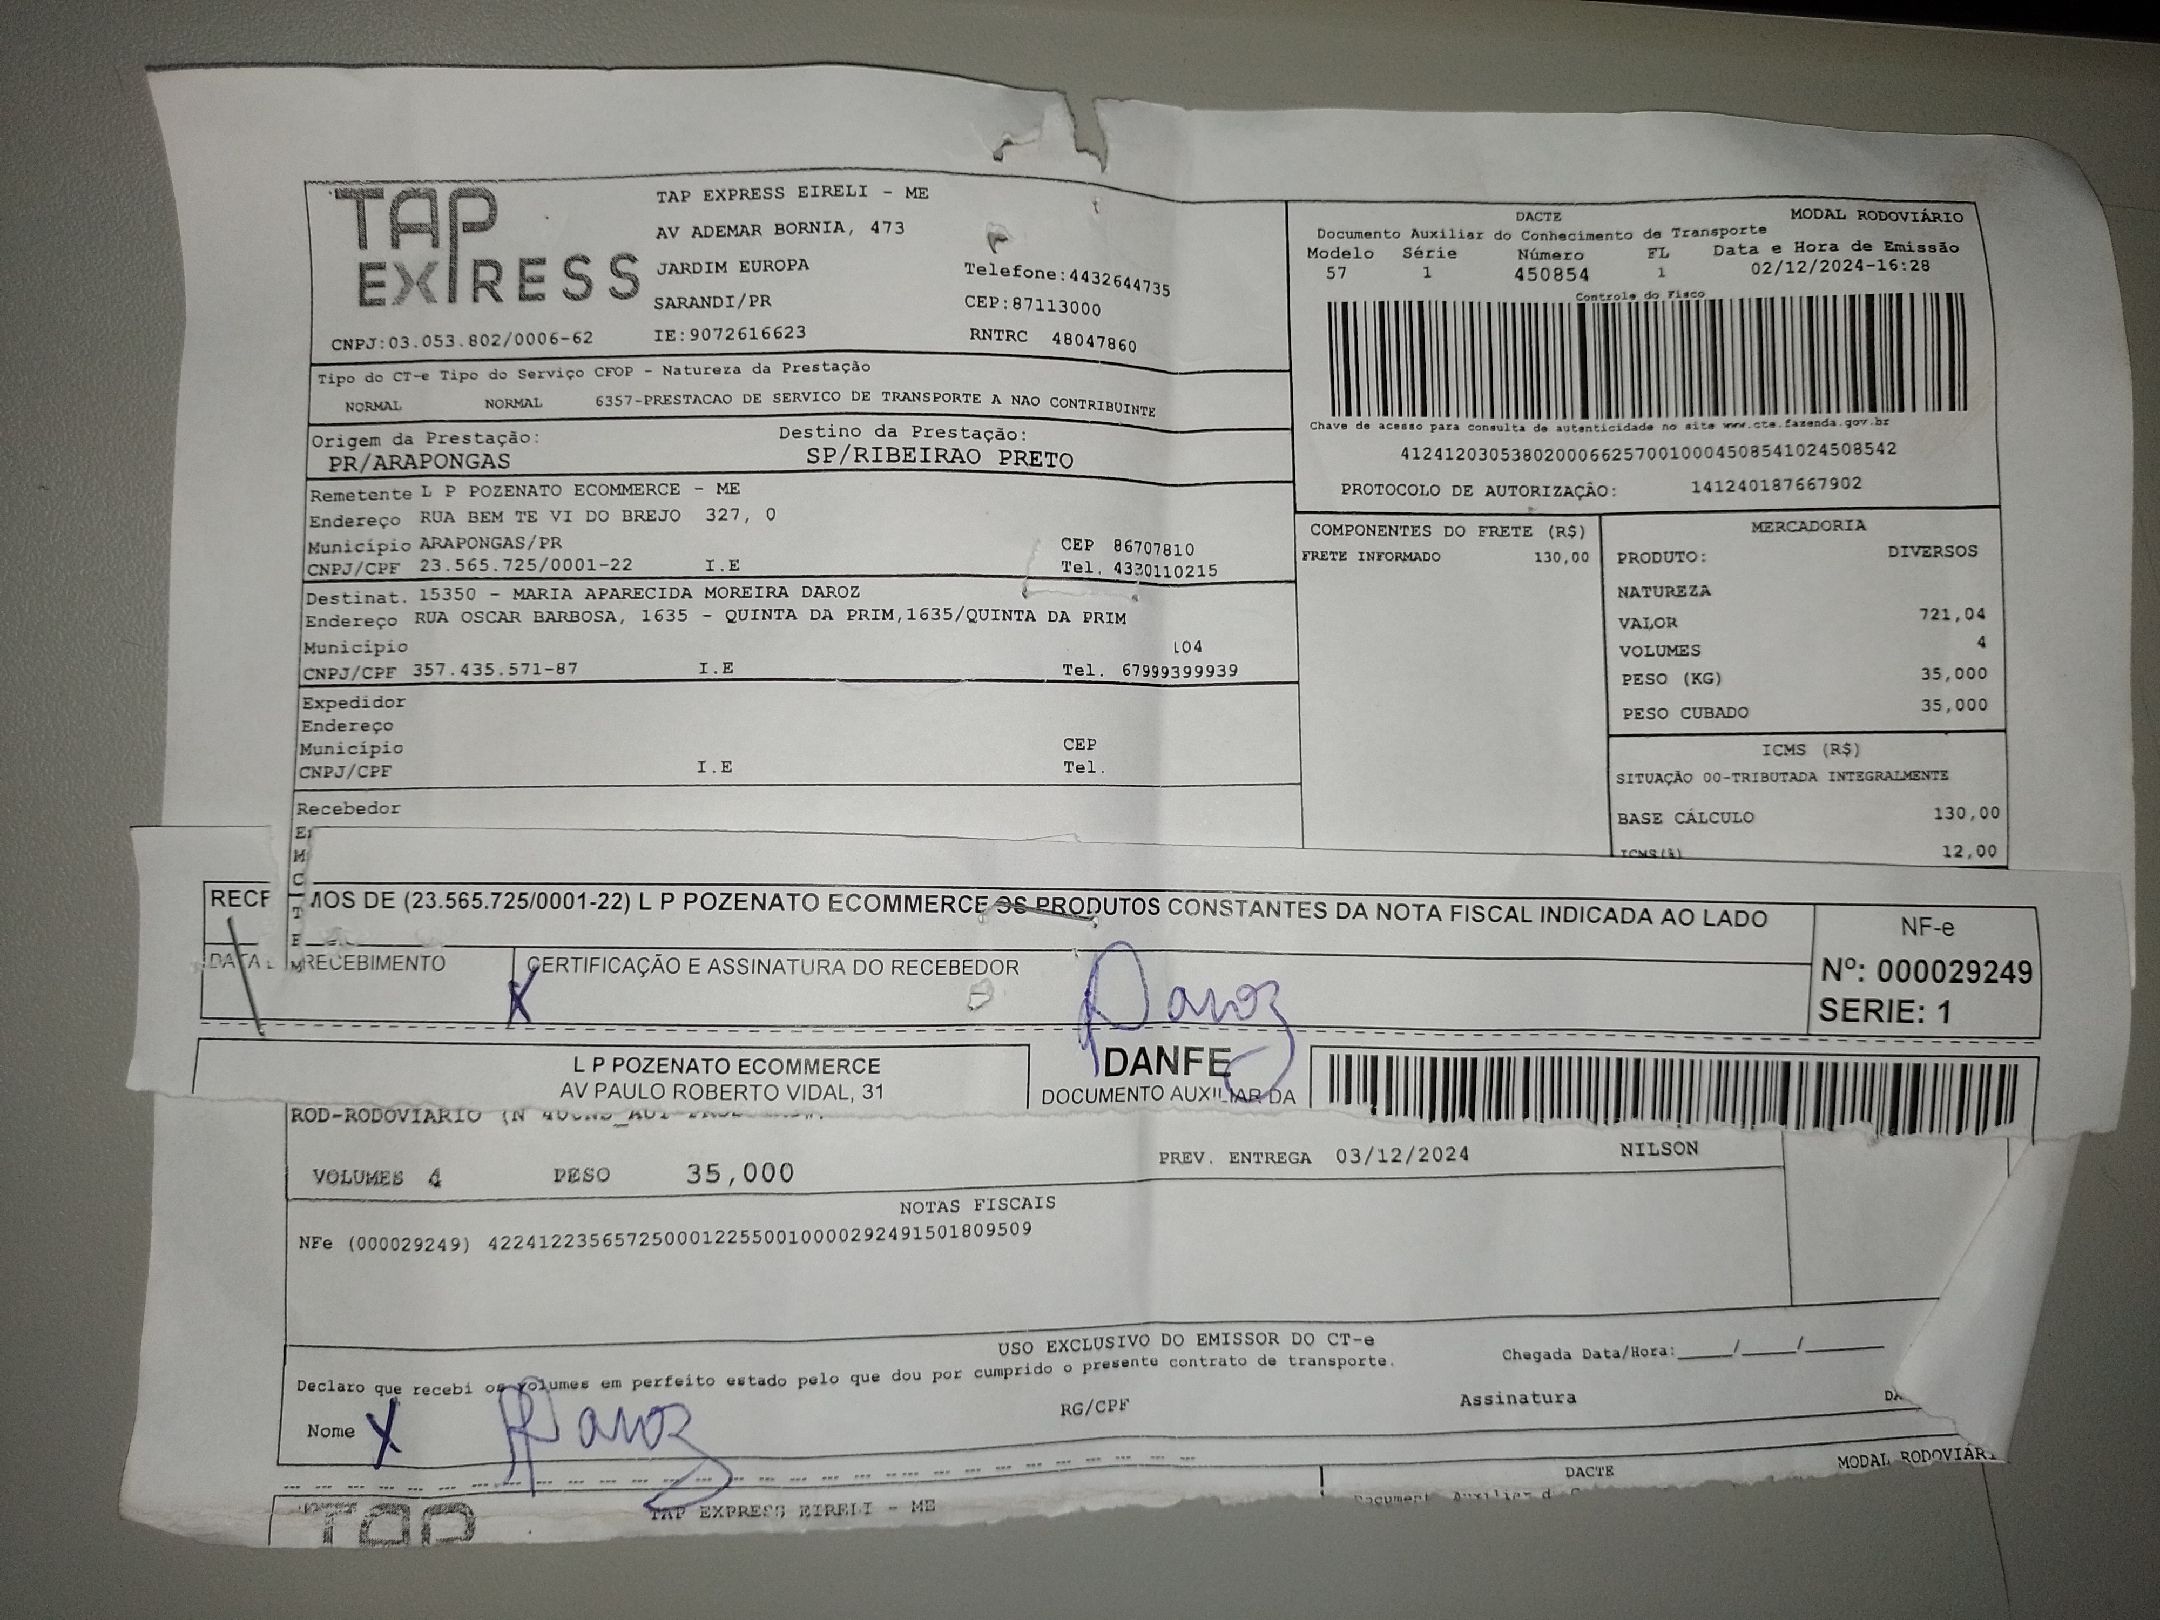 TAP EXPRESS
TAP EXPRESS EIRELI - ME
AV ADEMAR BORNIA, 473
JARDIM EUROPA
Telefone:4432644735
SARANDI/PR
CEP:87113000
CNPJ:03.053.802/0006-62
IE:9072616623
RNTRC 48047860
DACTE
MODAL RODOVIÁRIO
Documento Auxiliar do Conhecimento de Transporte
Modelo Série Número FL Data e Hora de Emissão
57 1 450854 1 02/12/2024-16:28
Controle do Fisco
Chave de acesso para consulta de autenticidade no site www.cte.fazenda.gov.br
41241203053802000662570010004508541024508542
PROTOCOLO DE AUTORIZAÇÃO: 141240187667902
Tipo do CT-e Tipo do Serviço CFOP - Natureza da Prestação
NORMAL NORMAL 6357-PRESTACAO DE SERVICO DE TRANSPORTE A NAO CONTRIBUINTE
Origem da Prestação: Destino da Prestação:
PR/ARAPONGAS SP/RIBEIRAO PRETO
Remetente L P POZENATO ECOMMERCE - ME
Endereço RUA BEM TE VI DO BREJO 327, 0
Município ARAPONGAS/PR CEP 86707810
CNPJ/CPF 23.565.725/0001-22 I.E Tel. 4330110215
Destinat. 15350 - MARIA APARECIDA MOREIRA DAROZ
Endereço RUA OSCAR BARBOSA, 1635 - QUINTA DA PRIM,1635/QUINTA DA PRIM
Município 104
CNPJ/CPF 357.435.571-87 I.E Tel. 67999399939
Expedidor
Endereço
Município CEP
CNPJ/CPF I.E Tel.
Recebedor
COMPONENTES DO FRETE (R$)
FRETE INFORMADO 130,00
MERCADORIA
PRODUTO: DIVERSOS
NATUREZA
VALOR 721,04
VOLUMES 4
PESO (KG) 35,000
PESO CUBADO 35,000
ICMS (R$)
SITUAÇÃO 00-TRIBUTADA INTEGRALMENTE
BASE CÁLCULO 130,00
ICMS(%) 12,00
DE (23.565.725/0001-22) L P POZENATO ECOMMERCE OS PRODUTOS CONSTANTES DA NOTA FISCAL INDICADA AO LADO
NF-e
Nº: 000029249
SERIE: 1
DATA RECEBIMENTO
CERTIFICAÇÃO E ASSINATURA DO RECEBEDOR
X Daroz
L P POZENATO ECOMMERCE
AV PAULO ROBERTO VIDAL, 31
DANFE
DOCUMENTO AUXILIAR DA
ROD-RODOVIARIO
VOLUMES 4 PESO 35,000
PREV. ENTREGA 03/12/2024 NILSON
NOTAS FISCAIS
NFe (000029249) 42241223565725000122550010000292491501809509
USO EXCLUSIVO DO EMISSOR DO CT-e
Declaro que recebi os volumes em perfeito estado pelo que dou por cumprido o presente contrato de transporte.
Chegada Data/Hora:____/____/____
Nome X Daroz
RG/CPF
Assinatura
DACTE
MODAL RODOVIÁRI
TAP
TAP EXPRESS EIRELI - ME